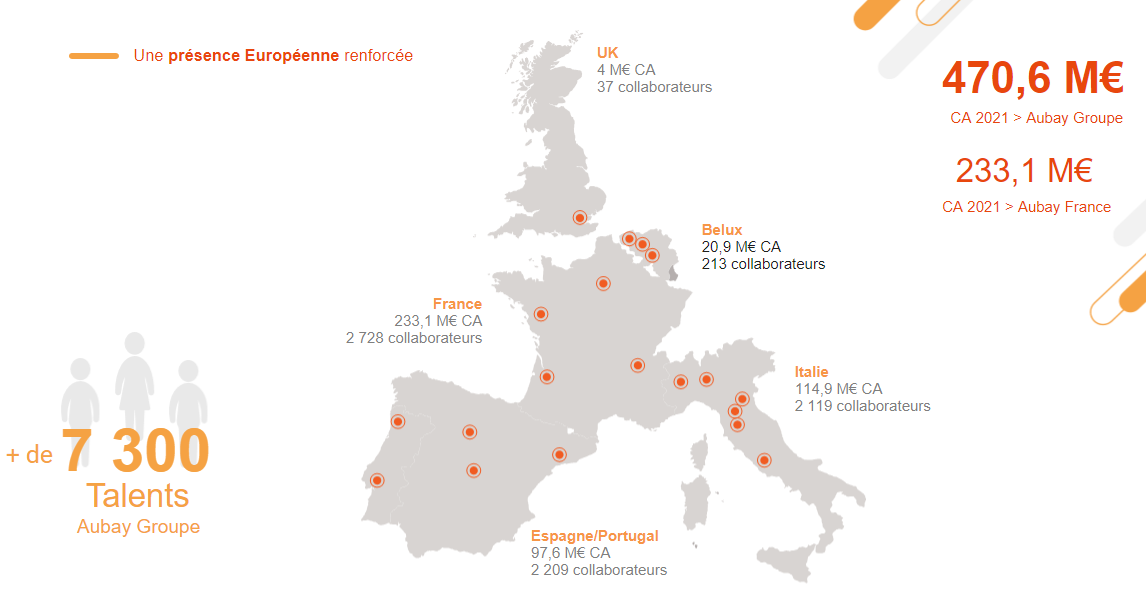 Une présence Européenne renforcée
UK
4 M€ CA
37 collaborateurs
470,6 M€
CA 2021 > Aubay Groupe
233,1 M€
CA 2021 > Aubay France
Belux
20,9 M€ CA
213 collaborateurs
France
233,1 M€ CA
2 728 collaborateurs
Italie
114,9 M€ CA
2 119 collaborateurs
+ de 7 300
Talents
Aubay Groupe
Espagne/Portugal
97,6 M€ CA
2 209 collaborateurs